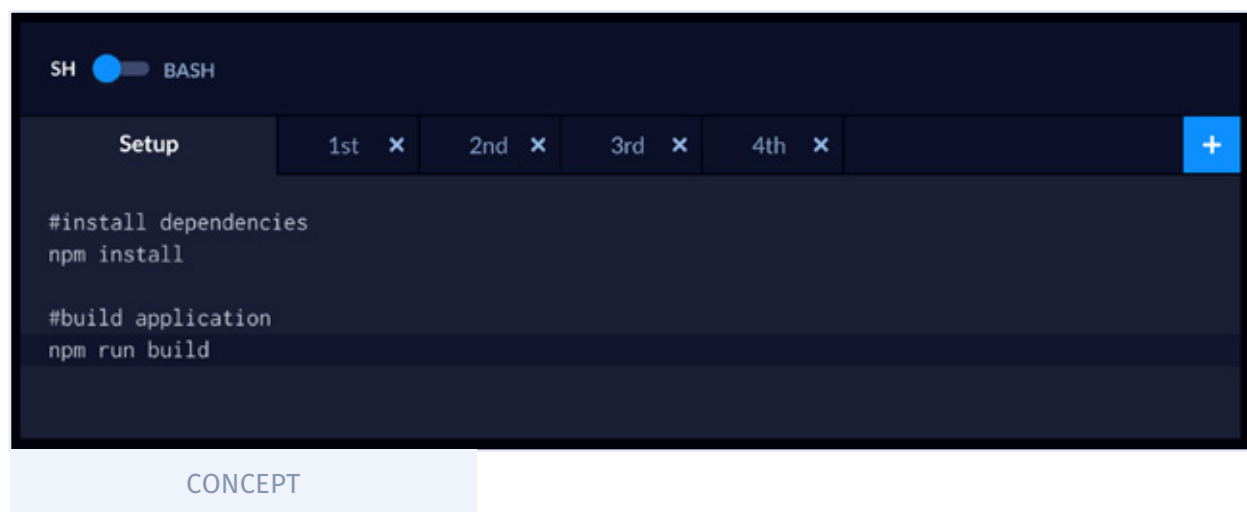 SH BASH
Setup 1st × 2nd × 3rd × 4th × +
#install dependencies
npm install
#build application
npm run build
CONCEPT